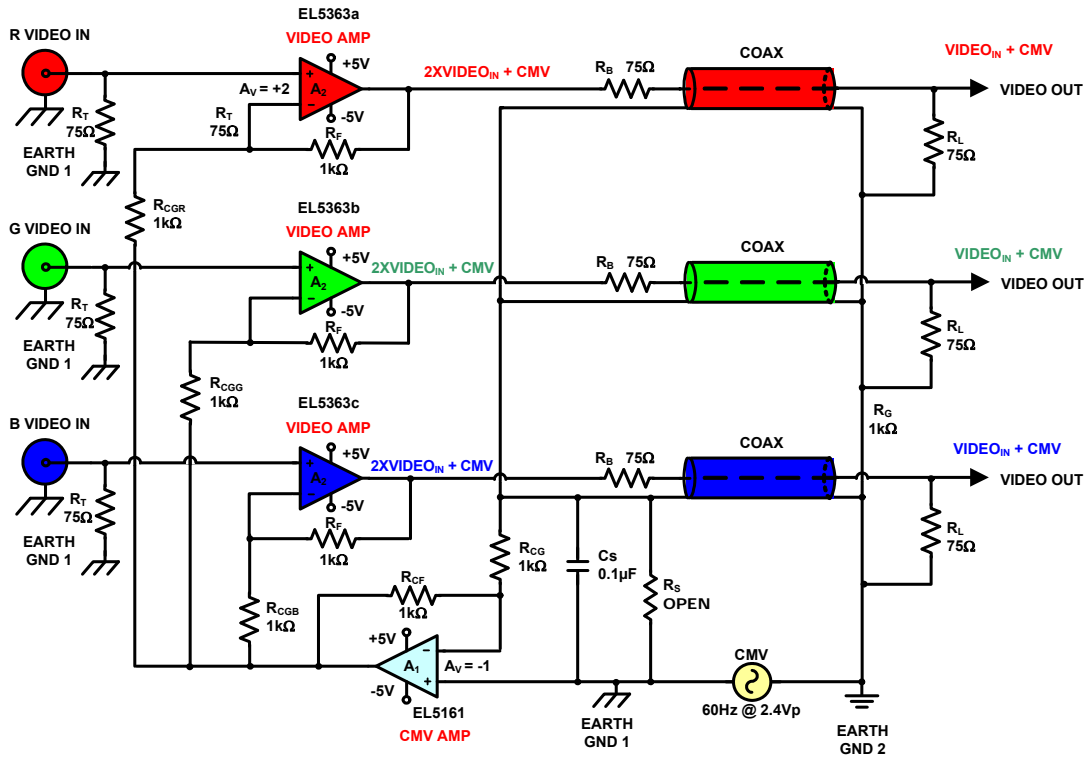 EL5363a
R VIDEO IN
VIDEO AMP
+5V
AV = +2
+
A2
−
-5V
2XVIDEOIN + CMV
RB 75Ω
COAX
VIDEOIN + CMV
VIDEO OUT
RT
75Ω
RT
75Ω
RF
1kΩ
RL
75Ω
EARTH
GND 1
RCGR
1kΩ
EL5363b
G VIDEO IN
VIDEO AMP
+5V
+
A2
−
-5V
2XVIDEOIN + CMV
RB 75Ω
COAX
VIDEOIN + CMV
VIDEO OUT
RT
75Ω
RF
1kΩ
RL
75Ω
EARTH
GND 1
RCGG
1kΩ
RG
1kΩ
EL5363c
B VIDEO IN
VIDEO AMP
+5V
+
A2
−
-5V
2XVIDEOIN + CMV
RB 75Ω
COAX
VIDEOIN + CMV
VIDEO OUT
RT
75Ω
RF
1kΩ
RL
75Ω
EARTH
GND 1
RCG
1kΩ
CS
0.1µF
RS
OPEN
RCF
1kΩ
RCGB
1kΩ
+5V
−
A1
+
AV = -1
-5V
EL5161
CMV AMP
EARTH
GND 1
CMV
60Hz @ 2.4Vp
EARTH
GND 2